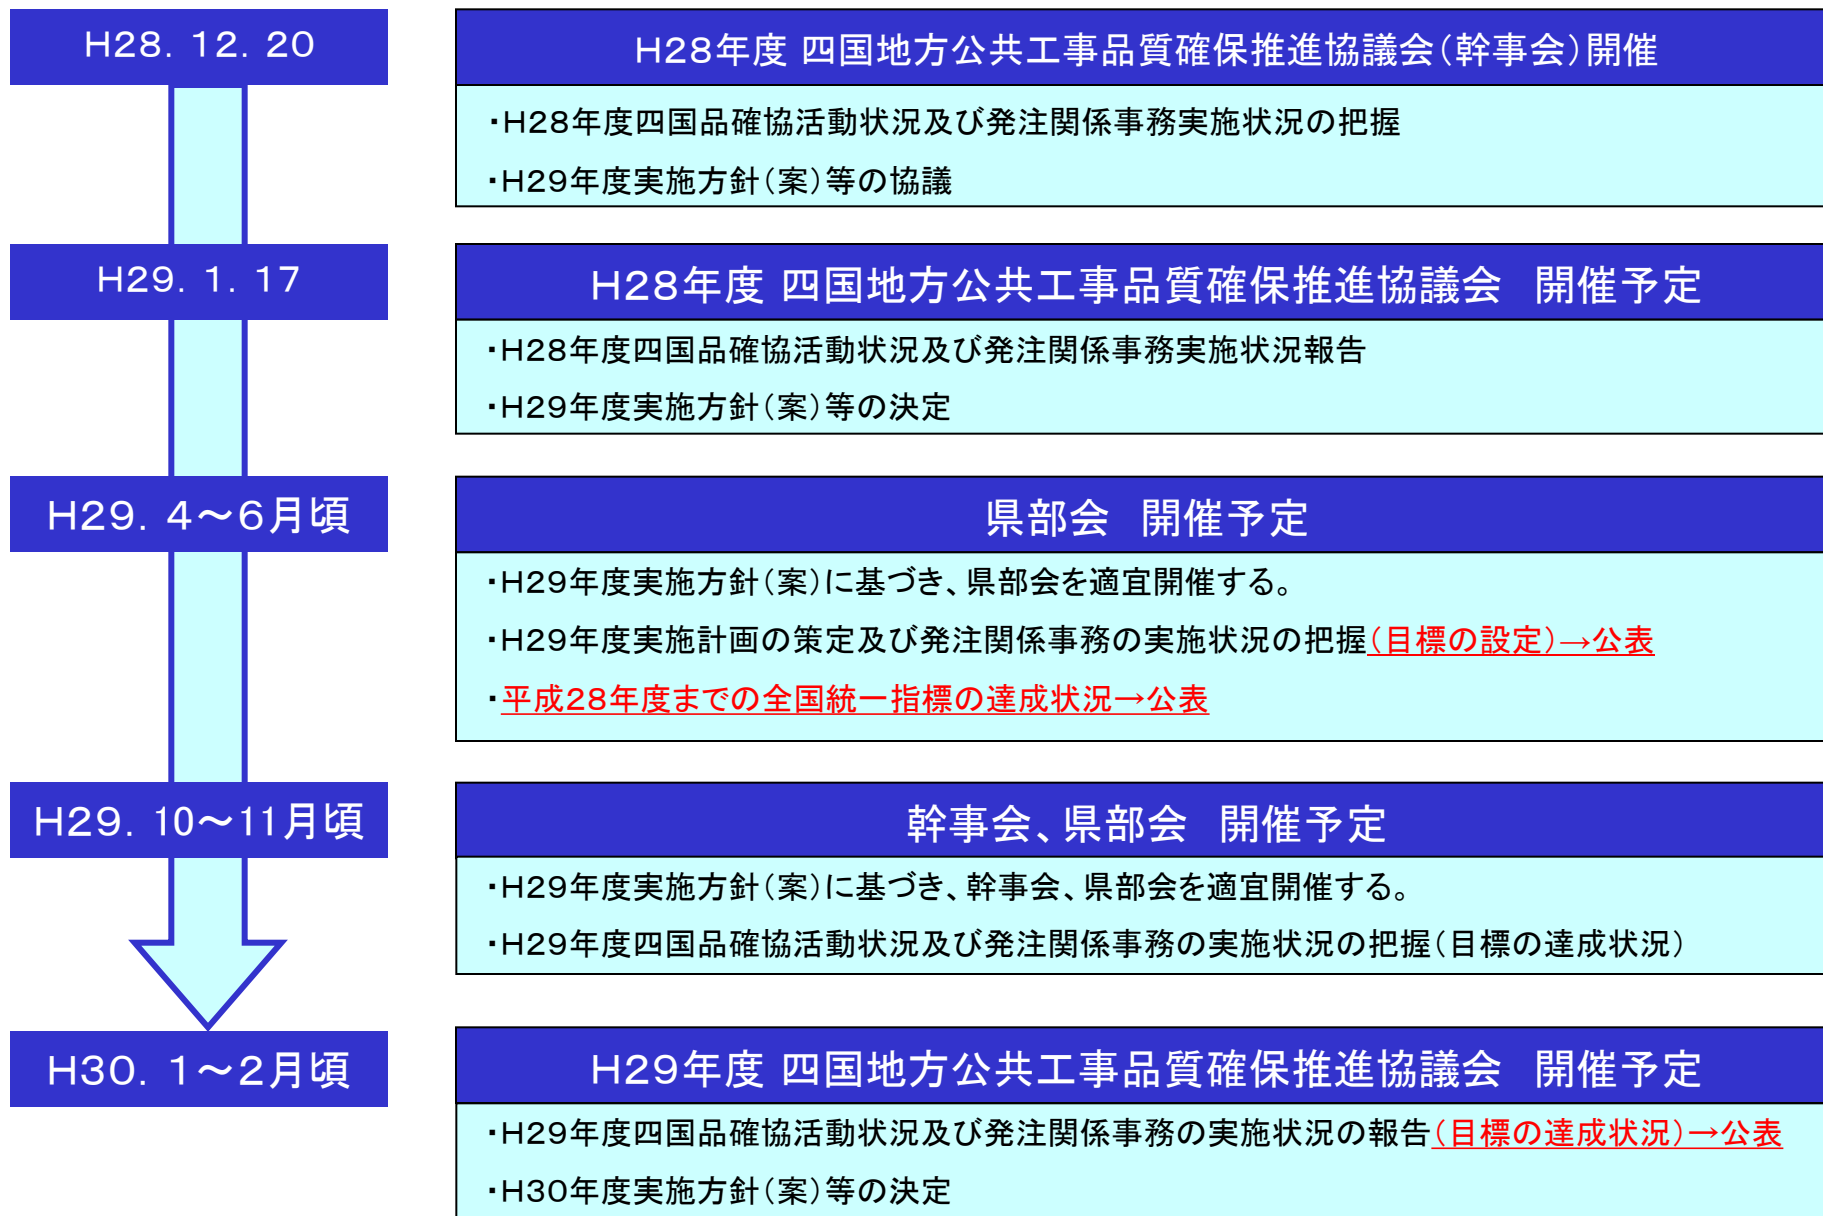 H28. 12. 20
H28年度 四国地方公共工事品質確保推進協議会(幹事会)開催
・H28年度四国品確協活動状況及び発注関係事務実施状況の把握
・H29年度実施方針(案)等の協議
H29. 1. 17
H28年度 四国地方公共工事品質確保推進協議会　開催予定
・H28年度四国品確協活動状況及び発注関係事務実施状況報告
・H29年度実施方針(案)等の決定
H29. 4～6月頃
県部会　開催予定
・H29年度実施方針(案)に基づき、県部会を適宜開催する。
・H29年度実施計画の策定及び発注関係事務の実施状況の把握(目標の設定)→公表
・平成28年度までの全国統一指標の達成状況→公表
H29. 10～11月頃
幹事会、県部会　開催予定
・H29年度実施方針(案)に基づき、幹事会、県部会を適宜開催する。
・H29年度四国品確協活動状況及び発注関係事務の実施状況の把握(目標の達成状況)
H30. 1～2月頃
H29年度 四国地方公共工事品質確保推進協議会　開催予定
・H29年度四国品確協活動状況及び発注関係事務の実施状況の報告(目標の達成状況)→公表
・H30年度実施方針(案)等の決定